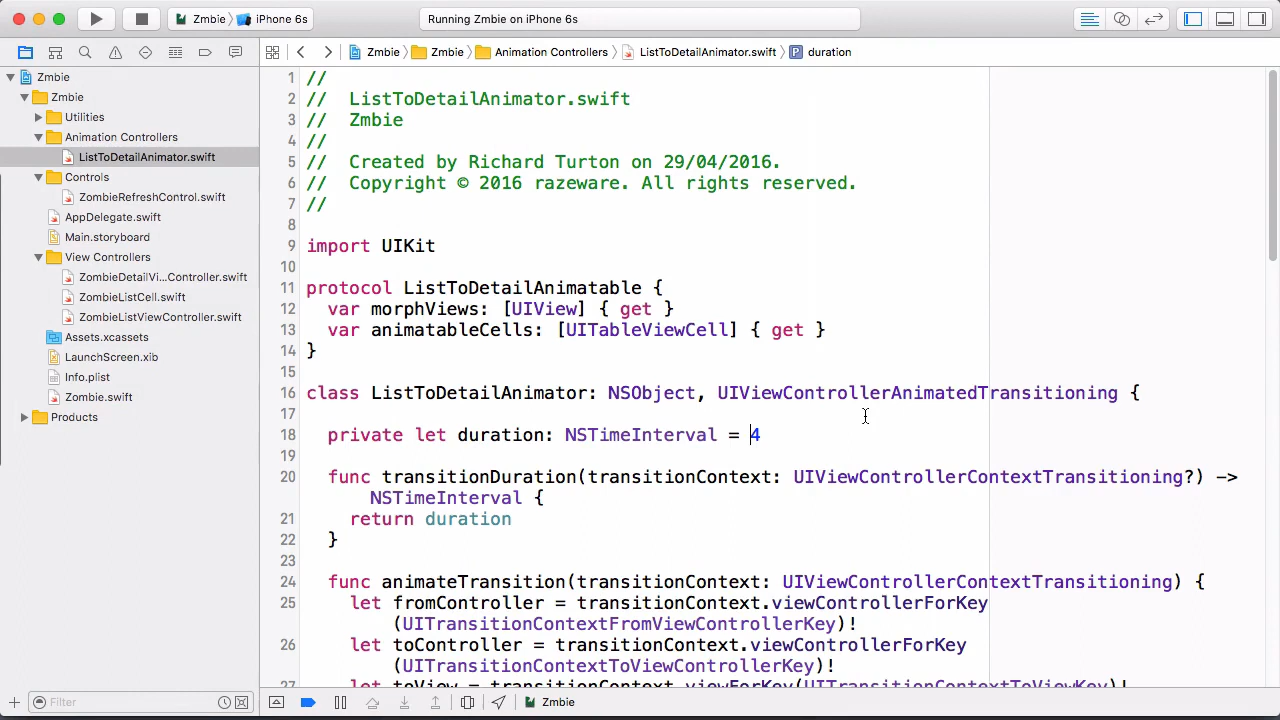 Zmbie iPhone 6s
Running Zmbie on iPhone 6s
Zmbie Zmbie Animation Controllers ListToDetailAnimator.swift P duration
Zmbie
Zmbie
Utilities
Animation Controllers
ListToDetailAnimator.swift
Controls
ZombieRefreshControl.swift
AppDelegate.swift
Main.storyboard
View Controllers
ZombieDetailVi...Controller.swift
ZombieListCell.swift
ZombieListViewController.swift
Assets.xcassets
LaunchScreen.xib
Info.plist
Zombie.swift
Products
Filter
1 //
2 //  ListToDetailAnimator.swift
3 //  Zmbie
4 //
5 //  Created by Richard Turton on 29/04/2016.
6 //  Copyright © 2016 razeware. All rights reserved.
7 //
8
9 import UIKit
10
11 protocol ListToDetailAnimatable {
12   var morphViews: [UIView] { get }
13   var animatableCells: [UITableViewCell] { get }
14 }
15
16 class ListToDetailAnimator: NSObject, UIViewControllerAnimatedTransitioning {
17
18   private let duration: NSTimeInterval = 4
19
20   func transitionDuration(transitionContext: UIViewControllerContextTransitioning?) ->
NSTimeInterval {
21     return duration
22   }
23
24   func animateTransition(transitionContext: UIViewControllerContextTransitioning) {
25     let fromController = transitionContext.viewControllerForKey
(UITransitionContextFromViewControllerKey)!
26     let toController = transitionContext.viewControllerForKey
(UITransitionContextToViewControllerKey)!
27     let toView = transitionContext.viewForKey(UITransitionContextToViewKey)!
Zmbie